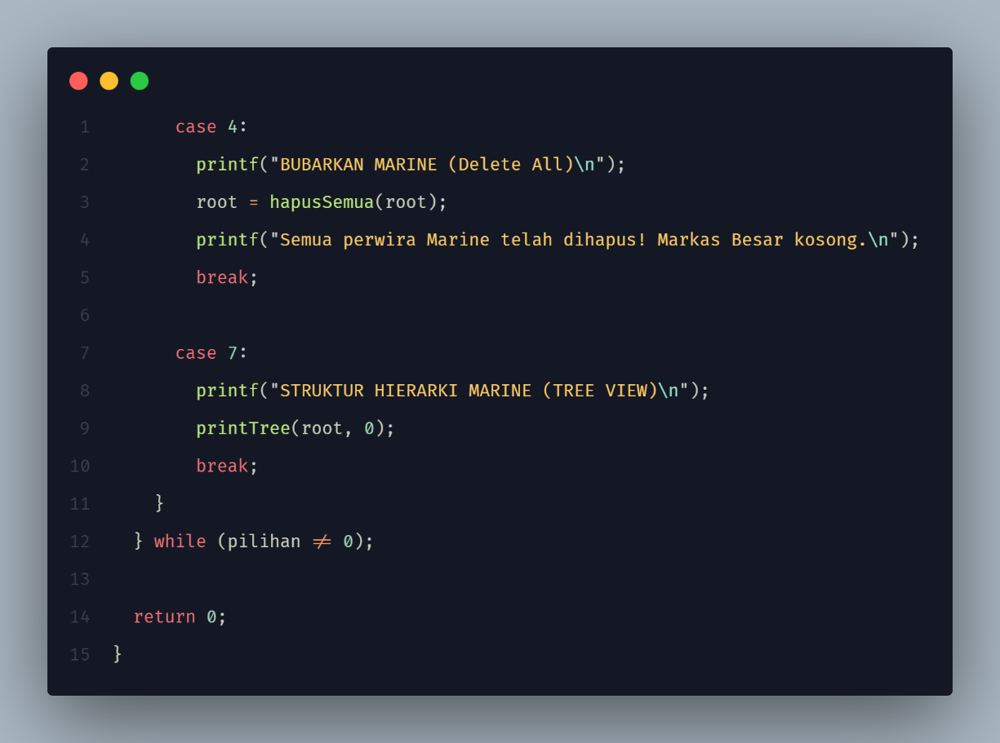 1 case 4:
2 printf("BUBARKAN MARINE (Delete All)\n");
3 root = hapusSemua(root);
4 printf("Semua perwira Marine telah dihapus! Markas Besar kosong.\n");
5 break;
6
7 case 7:
8 printf("STRUKTUR HIERARKI MARINE (TREE VIEW)\n");
9 printTree(root, 0);
10 break;
11 }
12 } while (pilihan != 0);
13
14 return 0;
15 }